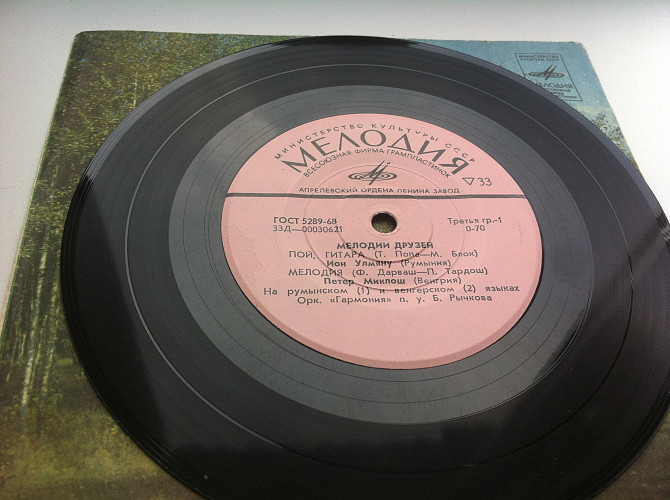 МИНИСТЕРСТВО КУЛЬТУРЫ СССР
МЕЛОДИЯ
ВСЕСОЮЗНАЯ ФИРМА ГРАМПЛАСТИНОК
▽33
АПРЕЛЕВСКИЙ ОРДЕНА ЛЕНИНА ЗАВОД
ГОСТ 5289-68
33Д—00030621
Третья гр.-1
0-70
МЕЛОДИИ ДРУЗЕЙ
ПОЙ, ГИТАРА (Т. Попа—М. Блок)
Ион Улмяну (Румыния)
МЕЛОДИЯ (Ф. Дарваш—П. Тардош)
Петер Миклош (Венгрия)
На румынском (1) и венгерском (2) языках
Орк. «Гармония» п. у Б. Рычкова